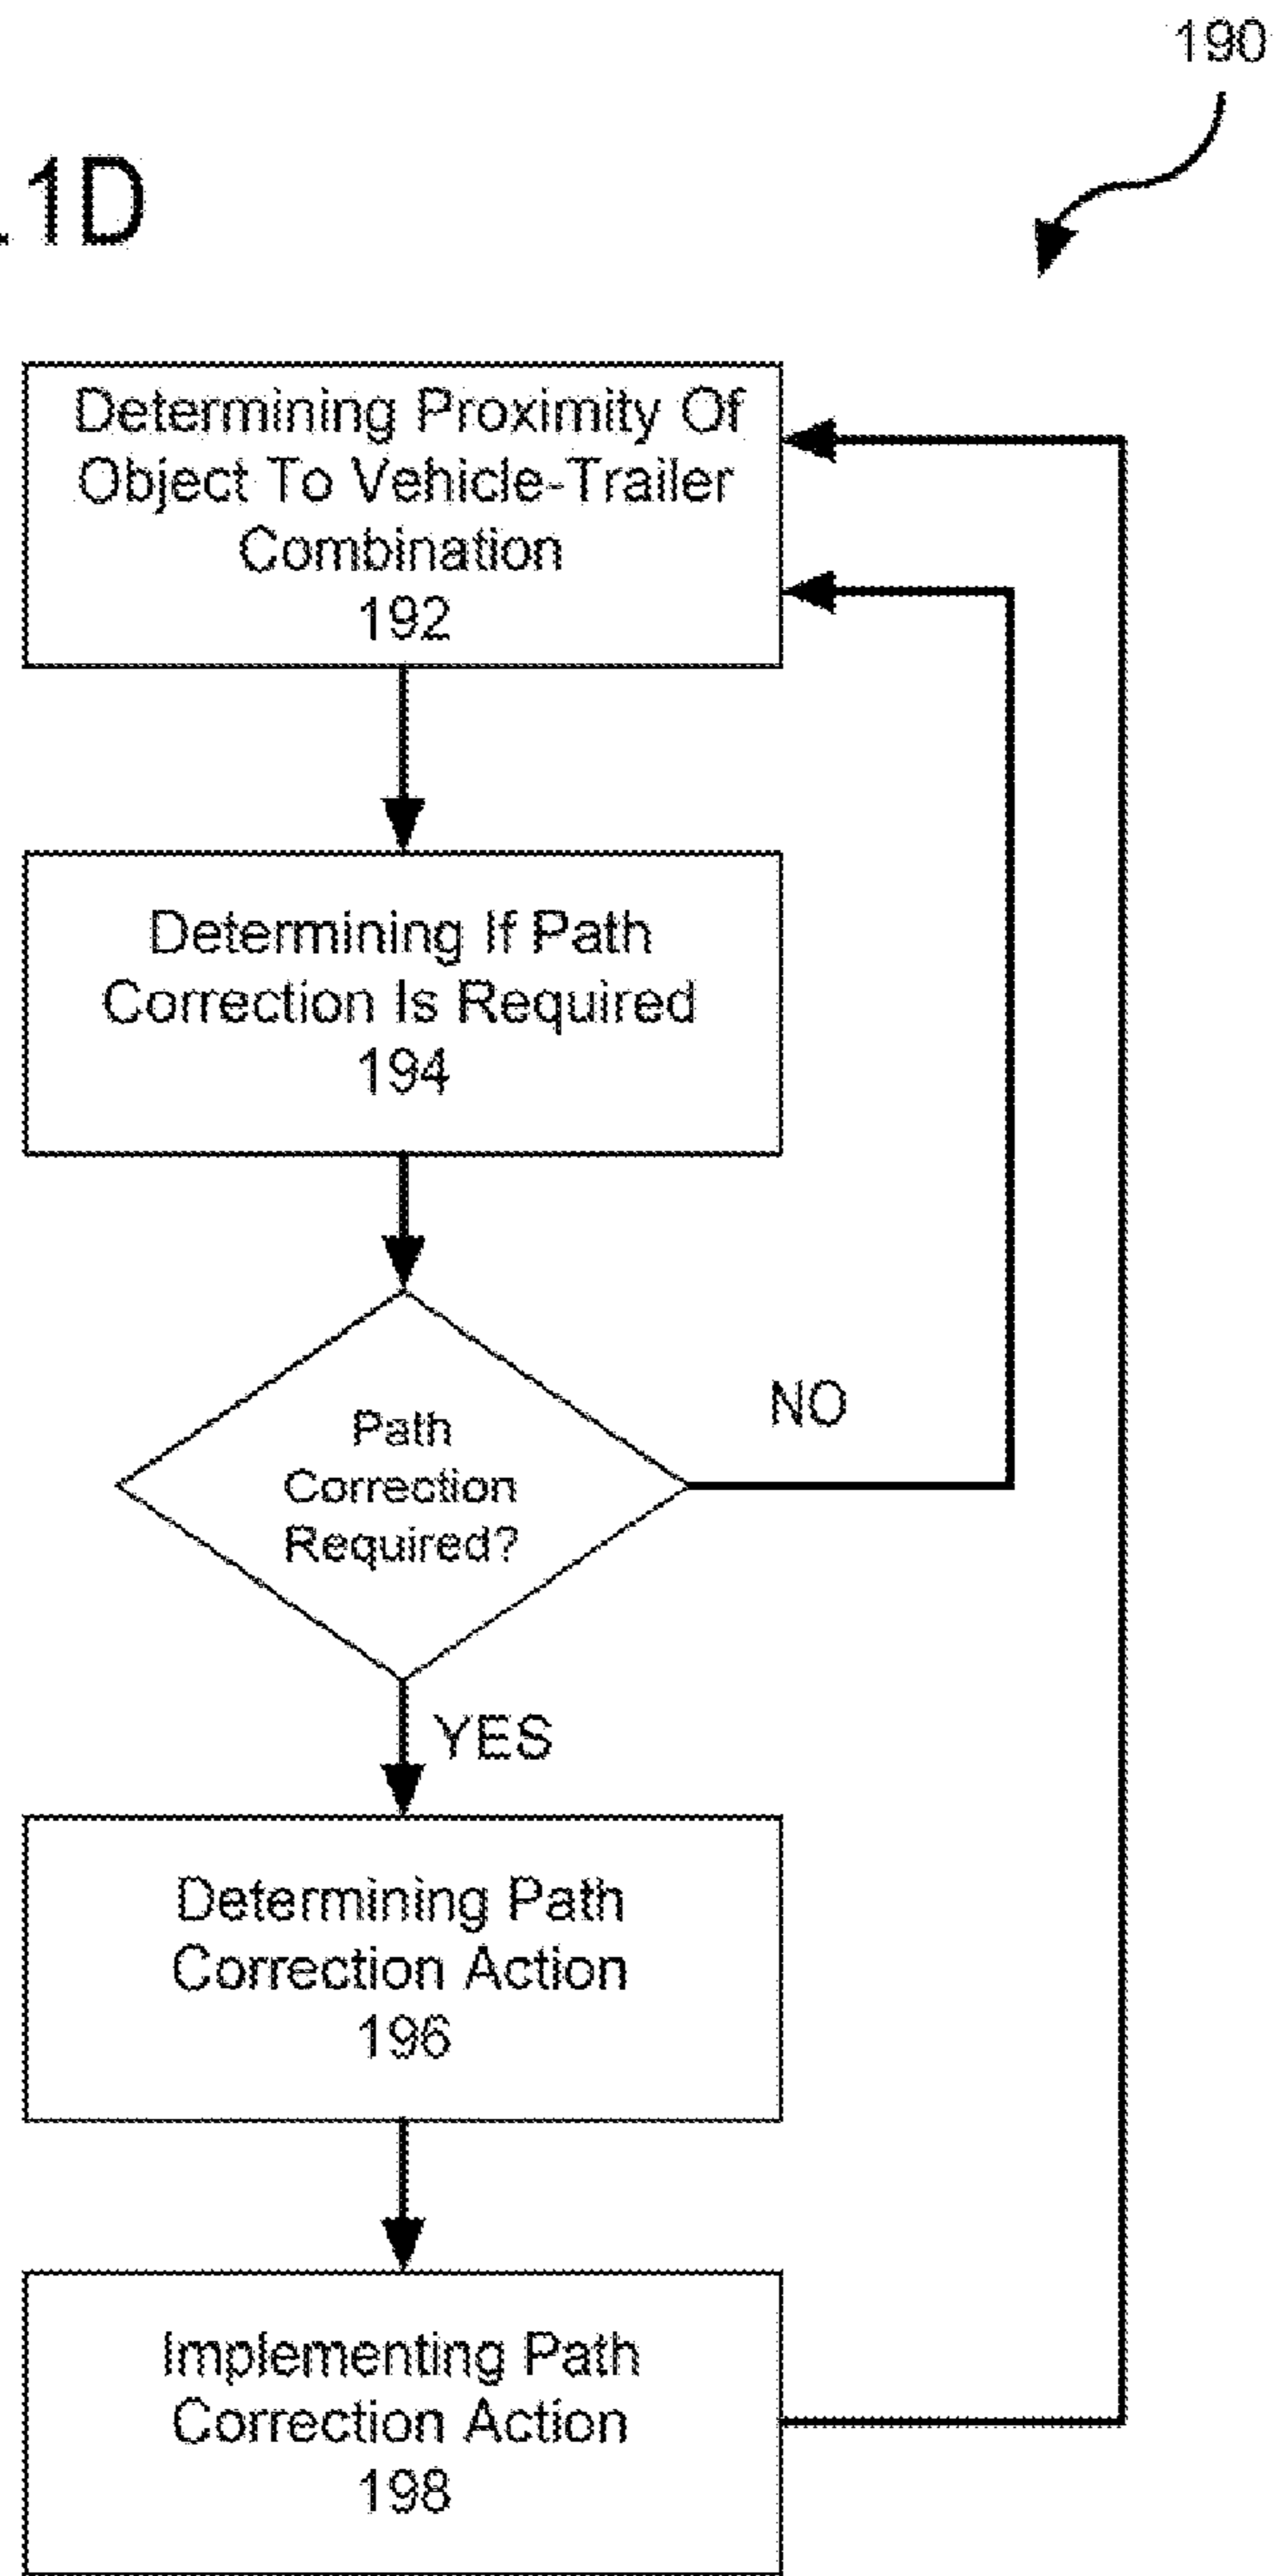 190
.1D
Determining Proximity Of
Object To Vehicle-Trailer
Combination
192
Determining If Path
Correction Is Required
194
Path
Correction
Required?
NO
YES
Determining Path
Correction Action
196
Implementing Path
Correction Action
198